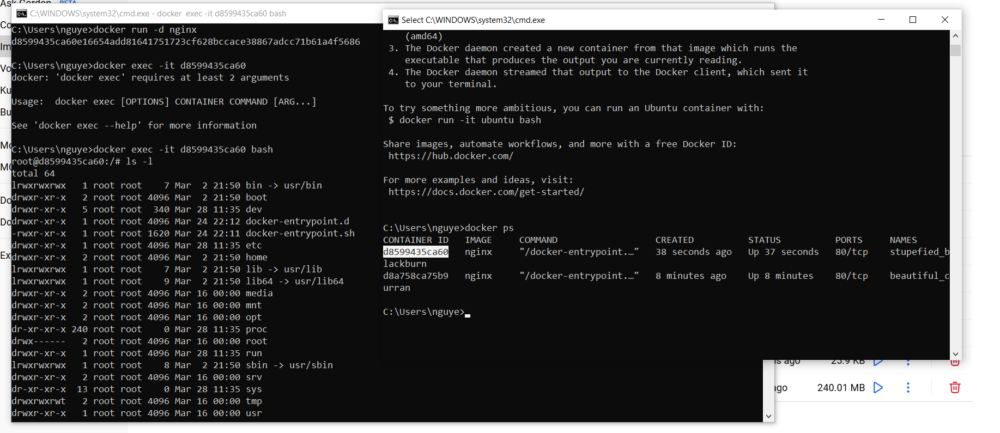 Ask Gordon BETA
Co
Im
Vo
Ku
Bu
Mo
MC
Do
Do
Ext
C:\WINDOWS\system32\cmd.exe - docker  exec -it d8599435ca60 bash
C:\Users\nguye>docker run -d nginx
d8599435ca60e16654add81641751723cf628bccace38867adcc71b61a4f5686
C:\Users\nguye>docker exec -it d8599435ca60
docker: 'docker exec' requires at least 2 arguments
Usage:  docker exec [OPTIONS] CONTAINER COMMAND [ARG...]
See 'docker exec --help' for more information
C:\Users\nguye>docker exec -it d8599435ca60 bash
root@d8599435ca60:/# ls -l
total 64
lrwxrwxrwx   1 root root    7 Mar  2 21:50 bin -> usr/bin
drwxr-xr-x   2 root root 4096 Mar  2 21:50 boot
drwxr-xr-x   5 root root  340 Mar 28 11:35 dev
drwxr-xr-x   1 root root 4096 Mar 24 22:12 docker-entrypoint.d
-rwxr-xr-x   1 root root 1620 Mar 24 22:11 docker-entrypoint.sh
drwxr-xr-x   1 root root 4096 Mar 28 11:35 etc
drwxr-xr-x   2 root root 4096 Mar  2 21:50 home
lrwxrwxrwx   1 root root    7 Mar  2 21:50 lib -> usr/lib
lrwxrwxrwx   1 root root    9 Mar  2 21:50 lib64 -> usr/lib64
drwxr-xr-x   2 root root 4096 Mar 16 00:00 media
drwxr-xr-x   2 root root 4096 Mar 16 00:00 mnt
drwxr-xr-x   2 root root 4096 Mar 16 00:00 opt
dr-xr-xr-x 240 root root    0 Mar 28 11:35 proc
drwx------   2 root root 4096 Mar 16 00:00 root
drwxr-xr-x   1 root root 4096 Mar 28 11:35 run
lrwxrwxrwx   1 root root    8 Mar  2 21:50 sbin -> usr/sbin
drwxr-xr-x   2 root root 4096 Mar 16 00:00 srv
dr-xr-xr-x  13 root root    0 Mar 28 11:35 sys
drwxrwxrwt   2 root root 4096 Mar 16 00:00 tmp
drwxr-xr-x   1 root root 4096 Mar 16 00:00 usr
Select C:\WINDOWS\system32\cmd.exe
(amd64)
3. The Docker daemon created a new container from that image which runs the
executable that produces the output you are currently reading.
4. The Docker daemon streamed that output to the Docker client, which sent it
to your terminal.
To try something more ambitious, you can run an Ubuntu container with:
$ docker run -it ubuntu bash
Share images, automate workflows, and more with a free Docker ID:
https://hub.docker.com/
For more examples and ideas, visit:
https://docs.docker.com/get-started/
C:\Users\nguye>docker ps
CONTAINER ID   IMAGE     COMMAND                  CREATED          STATUS          PORTS     NAMES
d8599435ca60   nginx     "/docker-entrypoint.…"   38 seconds ago   Up 37 seconds   80/tcp    stupefied_b
lackburn
d8a758ca75b9   nginx     "/docker-entrypoint.…"   8 minutes ago    Up 8 minutes    80/tcp    beautiful_c
urran
C:\Users\nguye>
ago 25.9 KB
ago 240.01 MB